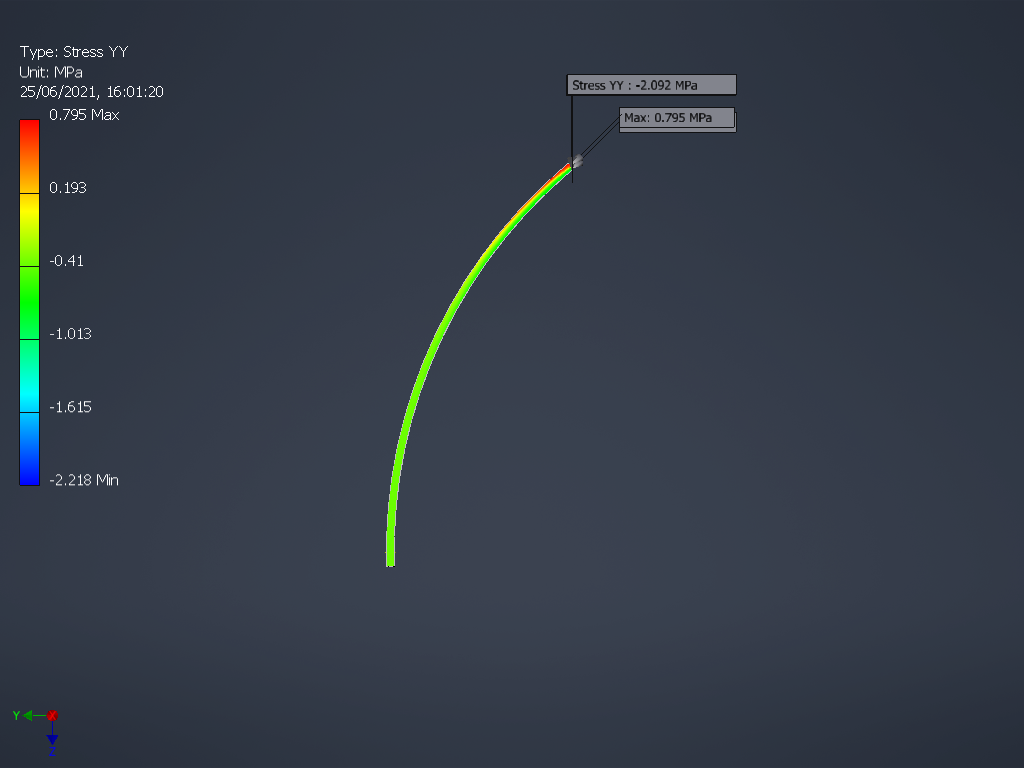 Type: Stress YY
Unit: MPa
25/06/2021, 16:01:20
0.795 Max
0.193
-0.41
-1.013
-1.615
-2.218 Min
Stress YY : -2.092 MPa
Max: 0.795 MPa
Y
X
Z